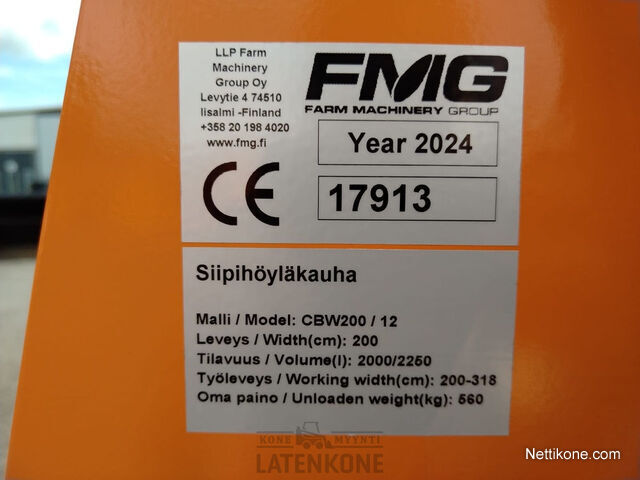 LLP Farm
Machinery
Group Oy
Levytie 4 74510
Iisalmi -Finland
+358 20 198 4020
www.fmg.fi
FMG
FARM MACHINERY GROUP
Year 2024
CE
17913
Siipihöyläkauha
Malli / Model: CBW200 / 12
Leveys / Width(cm): 200
Tilavuus / Volume(l): 2000/2250
Työleveys / Working width(cm): 200-318
Oma paino / Unloaden weight(kg): 560
KONE MYYNTI
LATENKONE
Nettikone.com